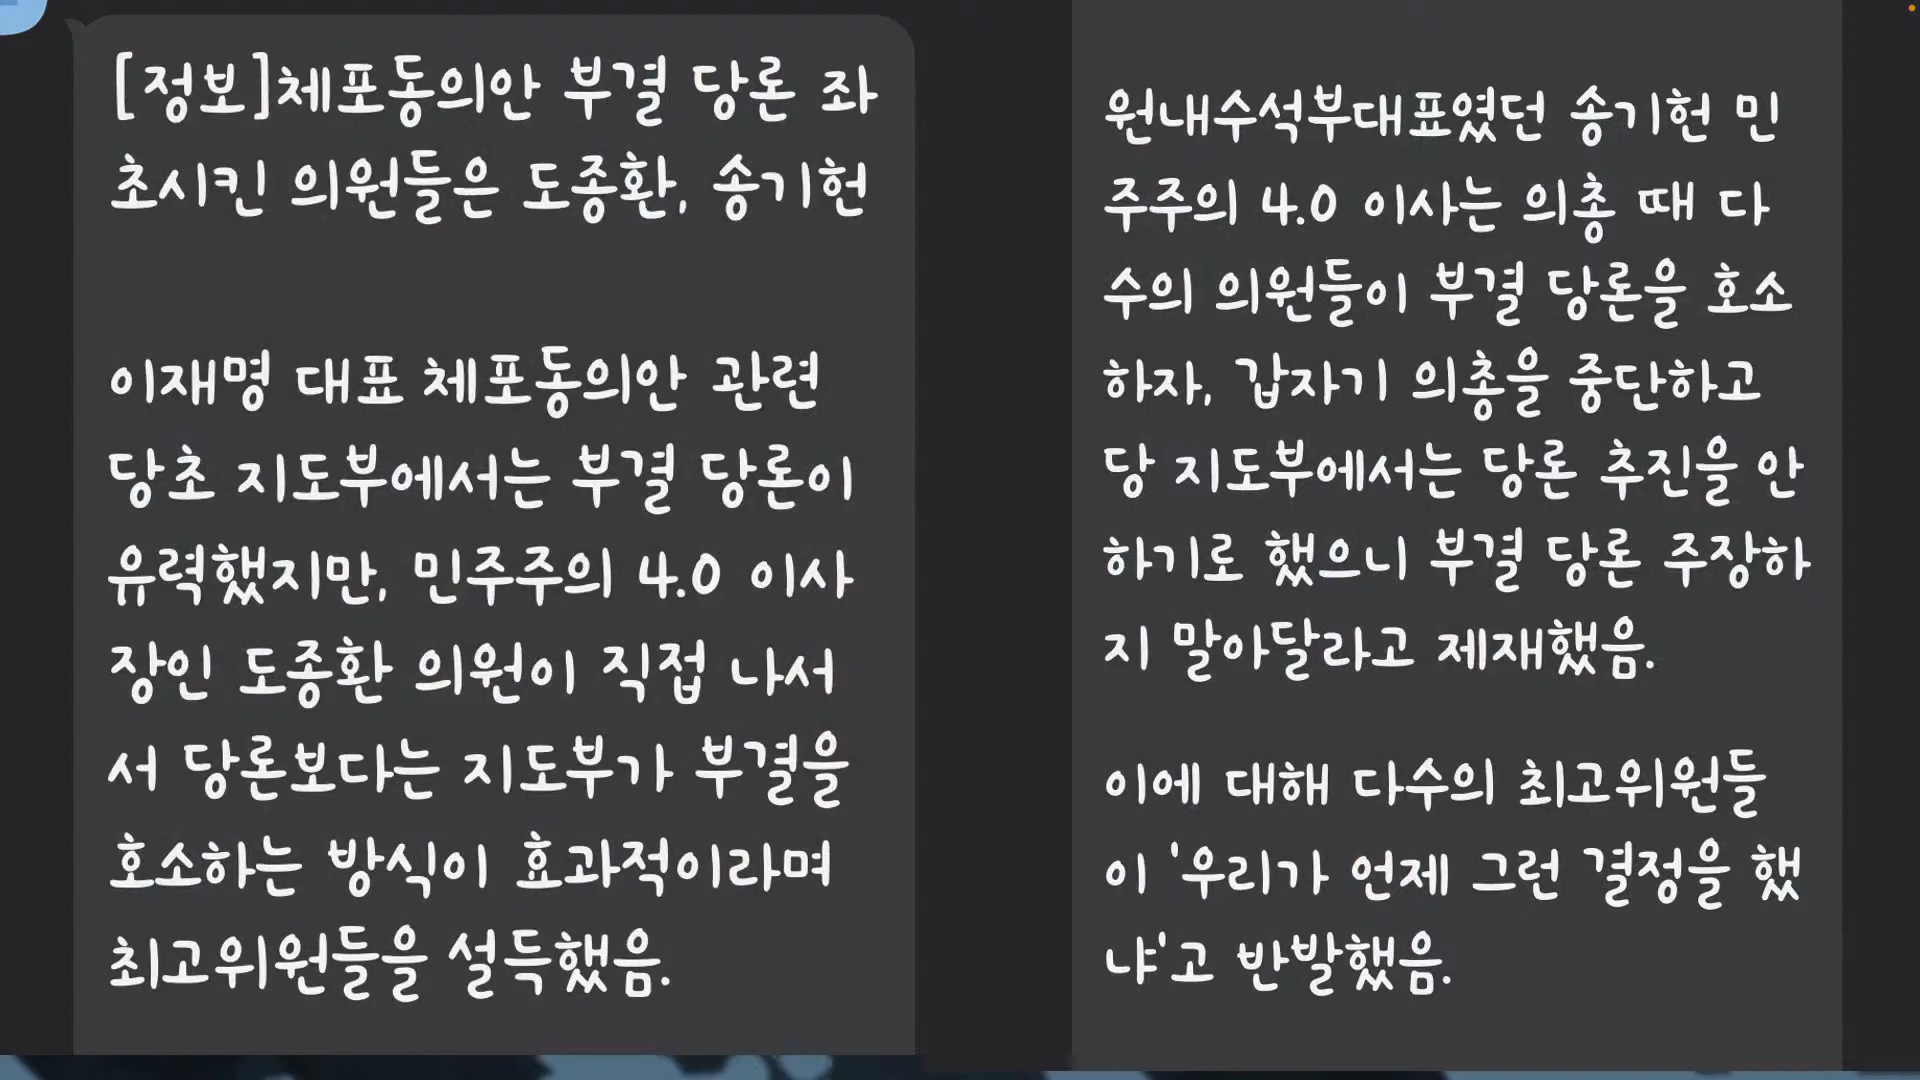 [정보]체포동의안 부결 당론 좌
초시킨 의원들은 도종환, 송기헌
이재명 대표 체포동의안 관련
당초 지도부에서는 부결 당론이
유력했지만, 민주주의 4.0 이사
장인 도종환 의원이 직접 나서
서 당론보다는 지도부가 부결을
호소하는 방식이 효과적이라며
최고위원들을 설득했음.
원내수석부대표였던 송기헌 민
주주의 4.0 이사는 의총 때 다
수의 의원들이 부결 당론을 호소
하자, 갑자기 의총을 중단하고
당 지도부에서는 당론 추진을 안
하기로 했으니 부결 당론 주장하
지 말아달라고 제재했음.
이에 대해 다수의 최고위원들
이 '우리가 언제 그런 결정을 했
냐'고 반발했음.